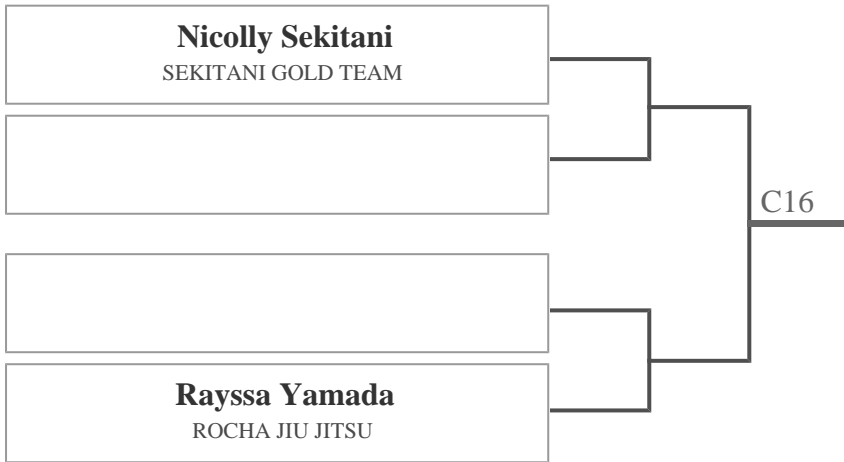 Nicolly Sekitani
SEKITANI GOLD TEAM
C16
Rayssa Yamada
ROCHA JIU JITSU